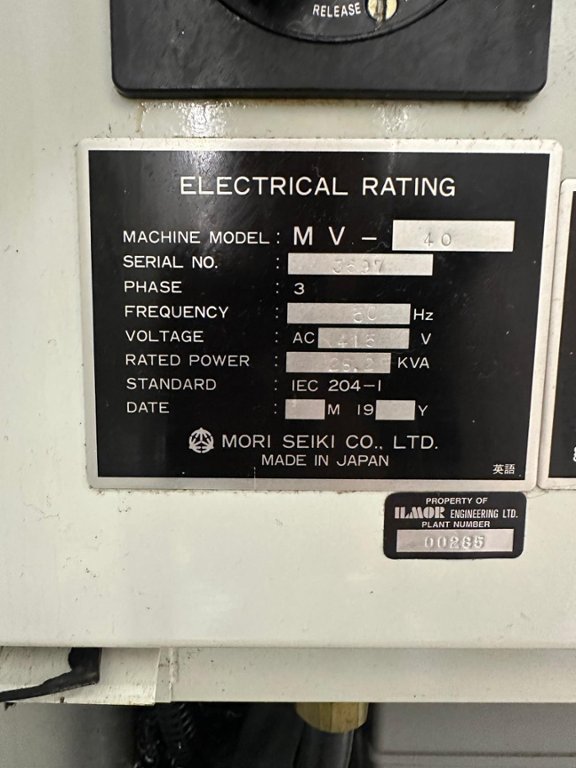 RELEASE
ELECTRICAL RATING
MACHINE MODEL : MV - 40
SERIAL NO. :
PHASE : 3
FREQUENCY : 50 Hz
VOLTAGE : AC 415 V
RATED POWER : KVA
STANDARD : IEC 204-1
DATE : M 19 Y
MORI SEIKI CO., LTD.
MADE IN JAPAN
英語
PROPERTY OF
ILMOR ENGINEERING LTD.
PLANT NUMBER
00265